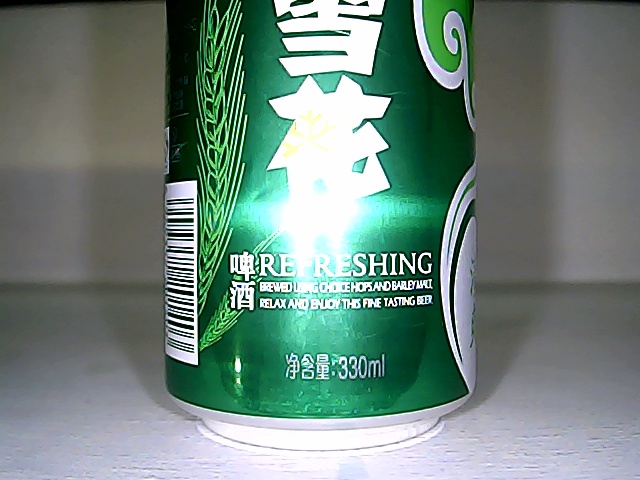 雪花
啤酒
REFRESHING
BREWED USING CHOICE HOPS AND BARLEY MALT,
RELAX AND ENJOY THIS FINE TASTING BEER
净含量:330ml